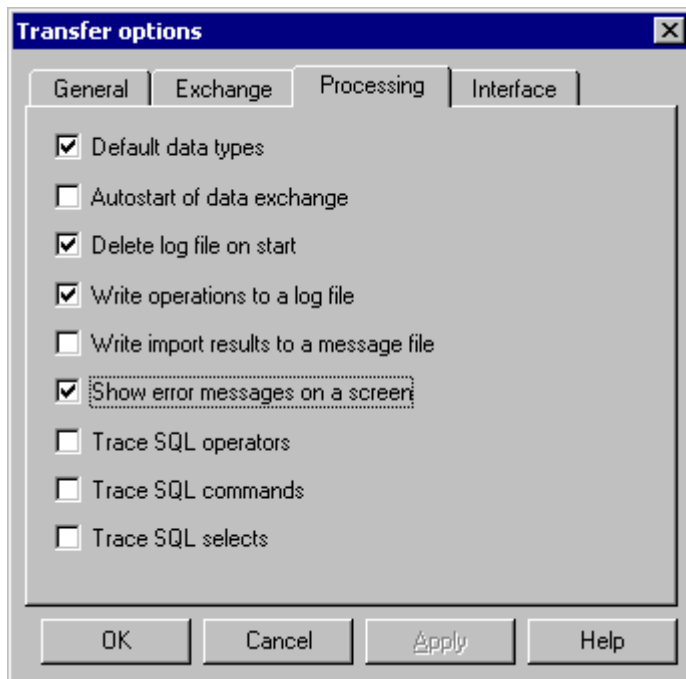 Transfer options
General Exchange Processing Interface
Default data types
Autostart of data exchange
Delete log file on start
Write operations to a log file
Write import results to a message file
Show error messages on a screen
Trace SQL operators
Trace SQL commands
Trace SQL selects
OK Cancel Apply Help